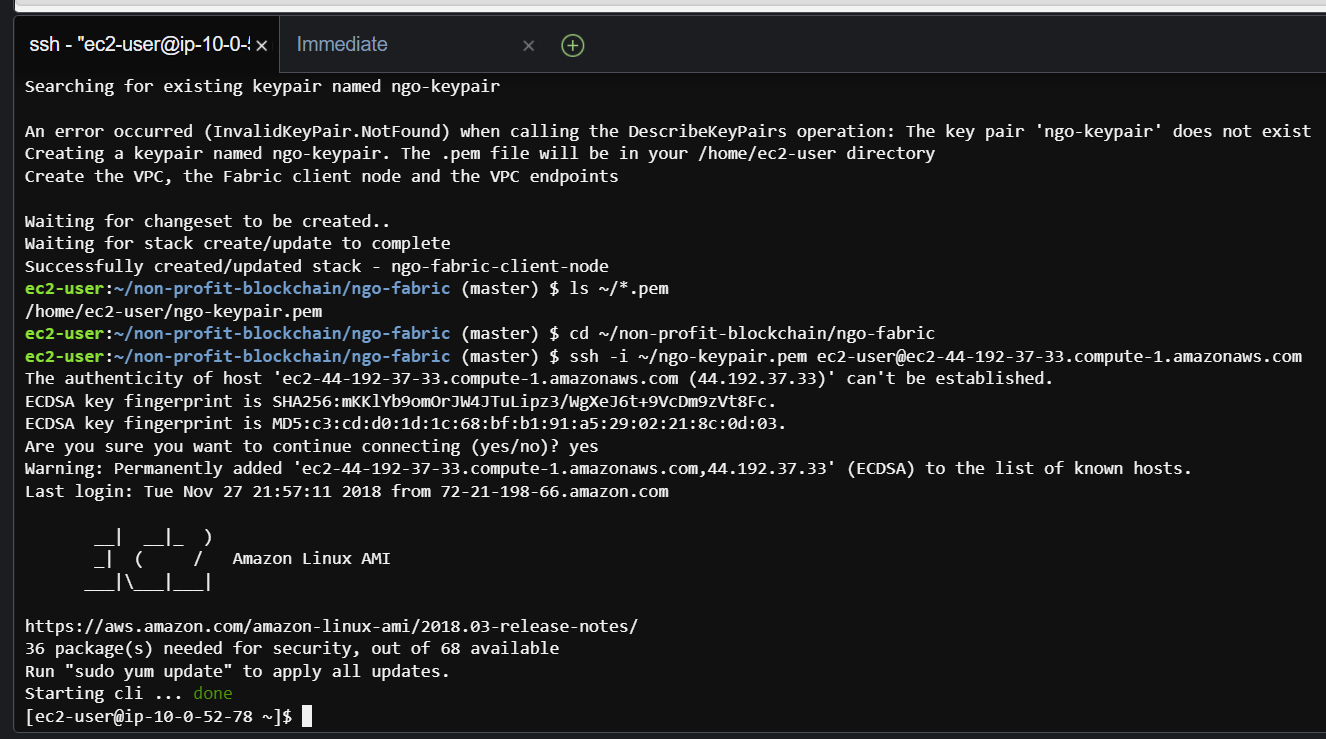 ssh - "ec2-user@ip-10-0-5 × Immediate ×
Searching for existing keypair named ngo-keypair
An error occurred (InvalidKeyPair.NotFound) when calling the DescribeKeyPairs operation: The key pair 'ngo-keypair' does not exist
Creating a keypair named ngo-keypair. The .pem file will be in your /home/ec2-user directory
Create the VPC, the Fabric client node and the VPC endpoints
Waiting for changeset to be created..
Waiting for stack create/update to complete
Successfully created/updated stack - ngo-fabric-client-node
ec2-user:~/non-profit-blockchain/ngo-fabric (master) $ ls ~/*.pem
/home/ec2-user/ngo-keypair.pem
ec2-user:~/non-profit-blockchain/ngo-fabric (master) $ cd ~/non-profit-blockchain/ngo-fabric
ec2-user:~/non-profit-blockchain/ngo-fabric (master) $ ssh -i ~/ngo-keypair.pem ec2-user@ec2-44-192-37-33.compute-1.amazonaws.com
The authenticity of host 'ec2-44-192-37-33.compute-1.amazonaws.com (44.192.37.33)' can't be established.
ECDSA key fingerprint is SHA256:mKKlYb9omOrJW4JTuLipz3/WgXeJ6t+9VcDm9zVt8Fc.
ECDSA key fingerprint is MD5:c3:cd:d0:1d:1c:68:bf:b1:91:a5:29:02:21:8c:0d:03.
Are you sure you want to continue connecting (yes/no)? yes
Warning: Permanently added 'ec2-44-192-37-33.compute-1.amazonaws.com,44.192.37.33' (ECDSA) to the list of known hosts.
Last login: Tue Nov 27 21:57:11 2018 from 72-21-198-66.amazon.com
       __|  __|_  )
       _|  (     /   Amazon Linux AMI
      ___|\___|___|
https://aws.amazon.com/amazon-linux-ami/2018.03-release-notes/
36 package(s) needed for security, out of 68 available
Run "sudo yum update" to apply all updates.
Starting cli ... done
[ec2-user@ip-10-0-52-78 ~]$